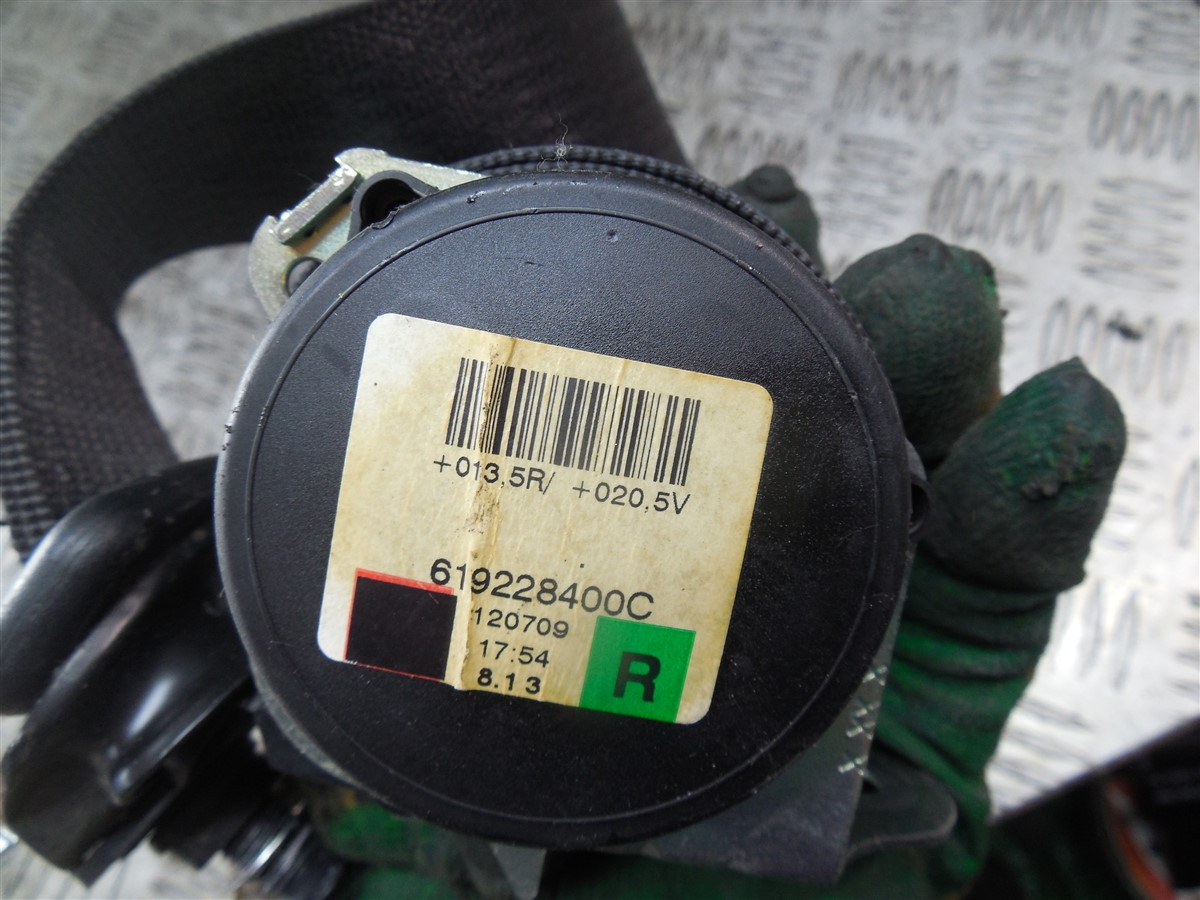 +013,5R/ +020,5V
619228400C
120709
17:54
8.13
R